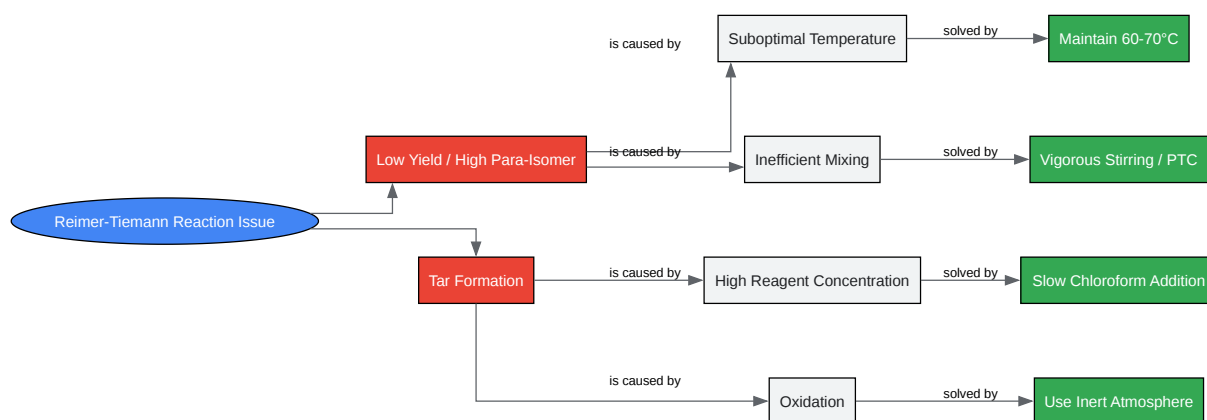 is caused by
Suboptimal Temperature
solved by
Maintain 60-70°C
Low Yield / High Para-Isomer
is caused by
Inefficient Mixing
solved by
Vigorous Stirring / PTC
Reimer-Tiemann Reaction Issue
Tar Formation
is caused by
High Reagent Concentration
solved by
Slow Chloroform Addition
is caused by
Oxidation
solved by
Use Inert Atmosphere